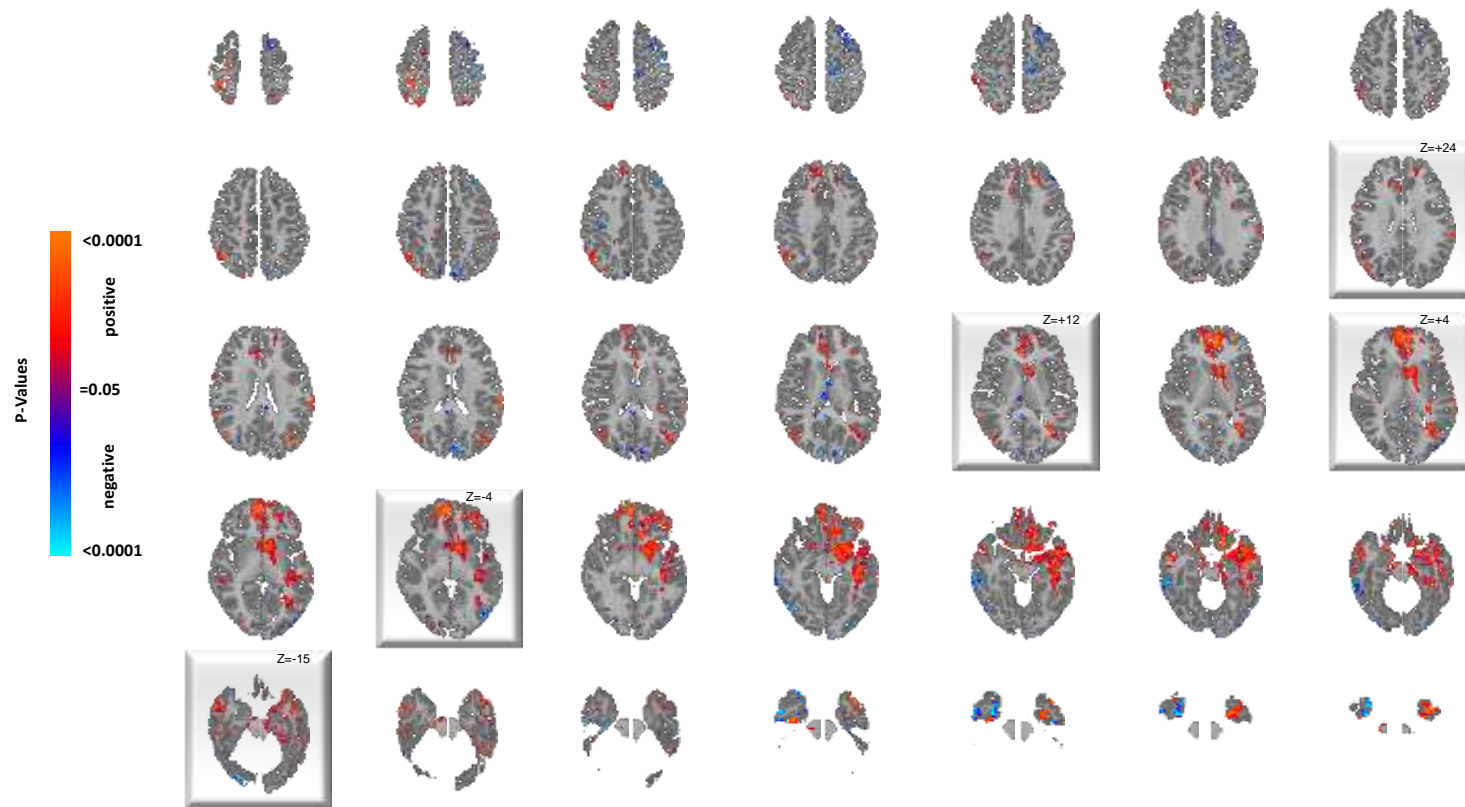 Z=+24
<0.0001
positive
P-Values
=0.05
negative
<0.0001
Z=+12
Z=+4
Z=-4
Z=-15